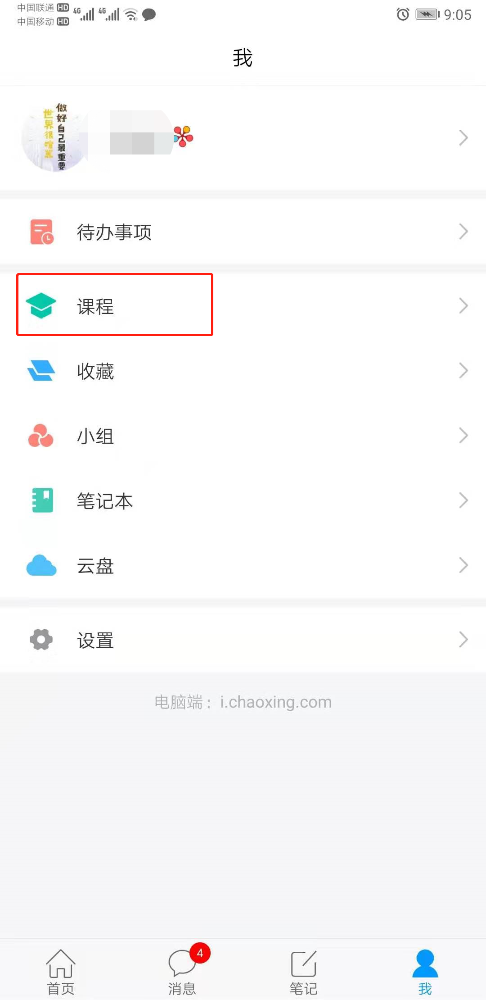 中国联通 HD 4G 4G 9:05
中国移动 HD
我
做好自己最重要
世界很喧嚣
待办事项
课程
收藏
小组
笔记本
云盘
设置
电脑端：i.chaoxing.com
4
首页 消息 笔记 我